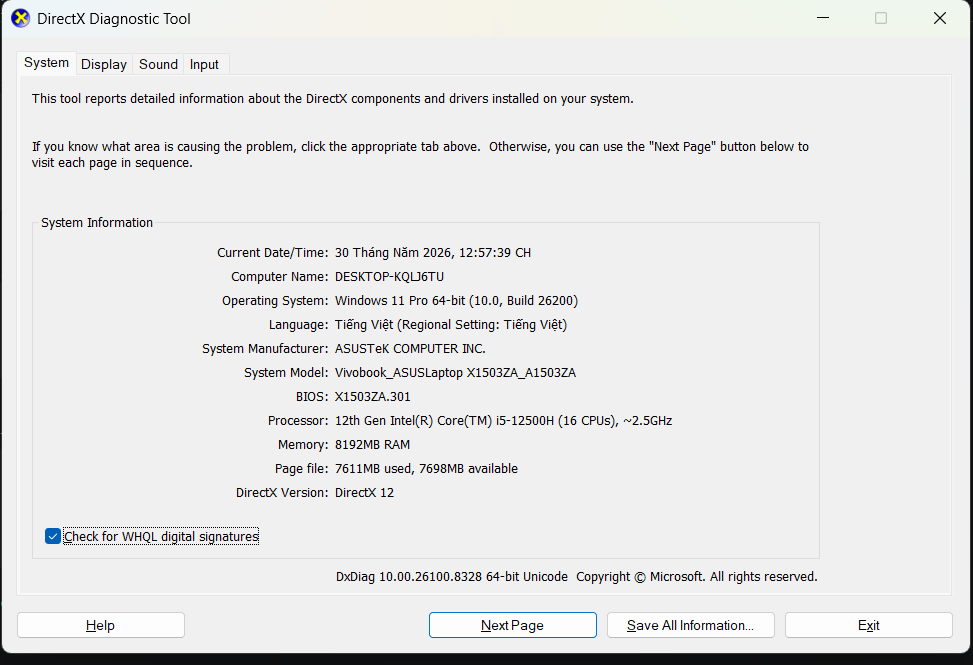 DirectX Diagnostic Tool
System Display Sound Input
This tool reports detailed information about the DirectX components and drivers installed on your system.
If you know what area is causing the problem, click the appropriate tab above.  Otherwise, you can use the "Next Page" button below to
visit each page in sequence.
System Information
Current Date/Time: 30 Tháng Năm 2026, 12:57:39 CH
Computer Name: DESKTOP-KQLJ6TU
Operating System: Windows 11 Pro 64-bit (10.0, Build 26200)
Language: Tiếng Việt (Regional Setting: Tiếng Việt)
System Manufacturer: ASUSTeK COMPUTER INC.
System Model: Vivobook_ASUSLaptop X1503ZA_A1503ZA
BIOS: X1503ZA.301
Processor: 12th Gen Intel(R) Core(TM) i5-12500H (16 CPUs), ~2.5GHz
Memory: 8192MB RAM
Page file: 7611MB used, 7698MB available
DirectX Version: DirectX 12
Check for WHQL digital signatures
DxDiag 10.00.26100.8328 64-bit Unicode  Copyright © Microsoft. All rights reserved.
Help Next Page Save All Information... Exit